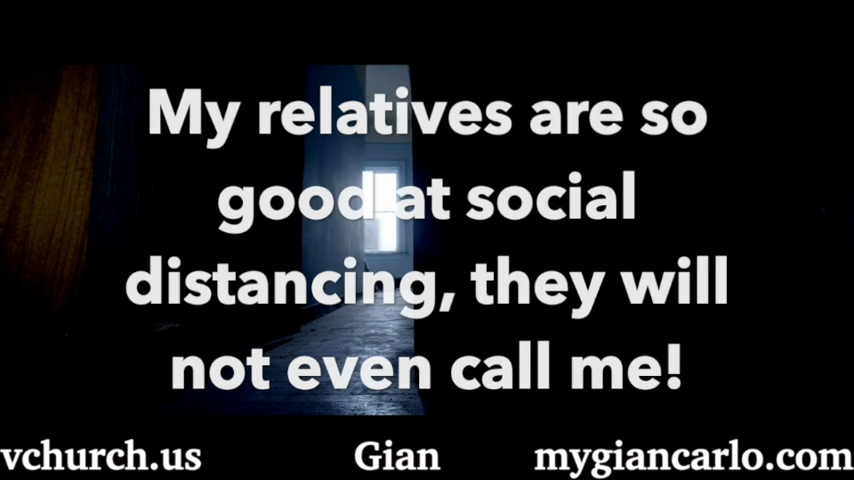 My relatives are so
good at social
distancing, they will
not even call me!
vchurch.us Gian mygiancarlo.com